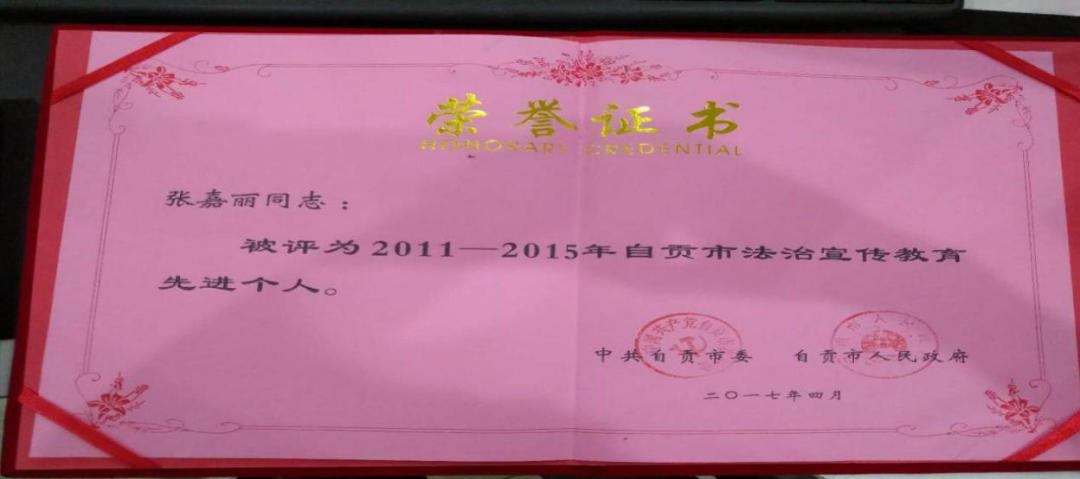 荣誉证书
HONORARY CREDENTIAL
张嘉丽同志：
被评为2011—2015年自贡市法治宣传教育
先进个人。
中共自贡市委 自贡市人民政府
二〇一七年四月